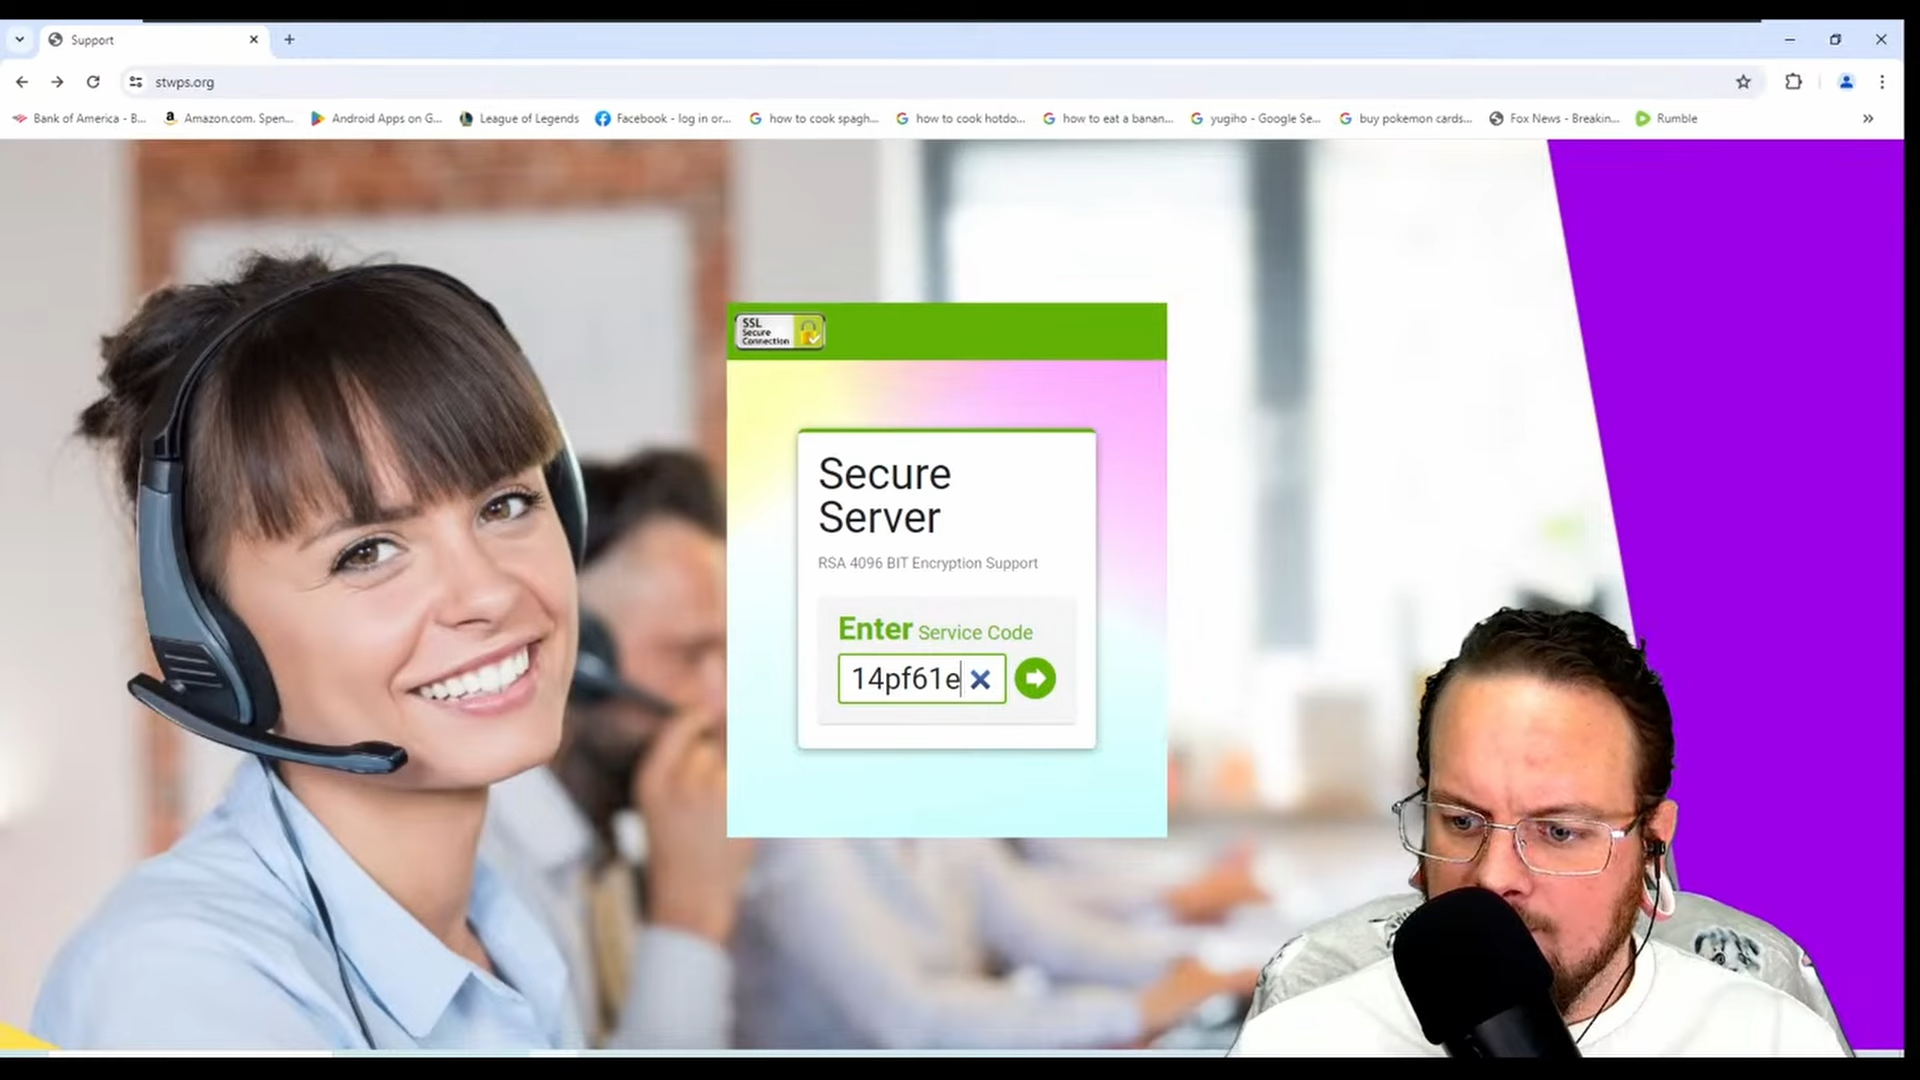 Support
stwps.org
Bank of America - B...
Amazon.com. Spen...
Android Apps on G...
League of Legends
Facebook - log in or...
how to cook spagh...
how to cook hotdo...
how to eat a banan...
yugiho - Google Se...
buy pokemon cards...
Fox News - Breakin...
Rumble
SSL
Secure
Connection
Secure
Server
RSA 4096 BIT Encryption Support
Enter Service Code
14pf61e